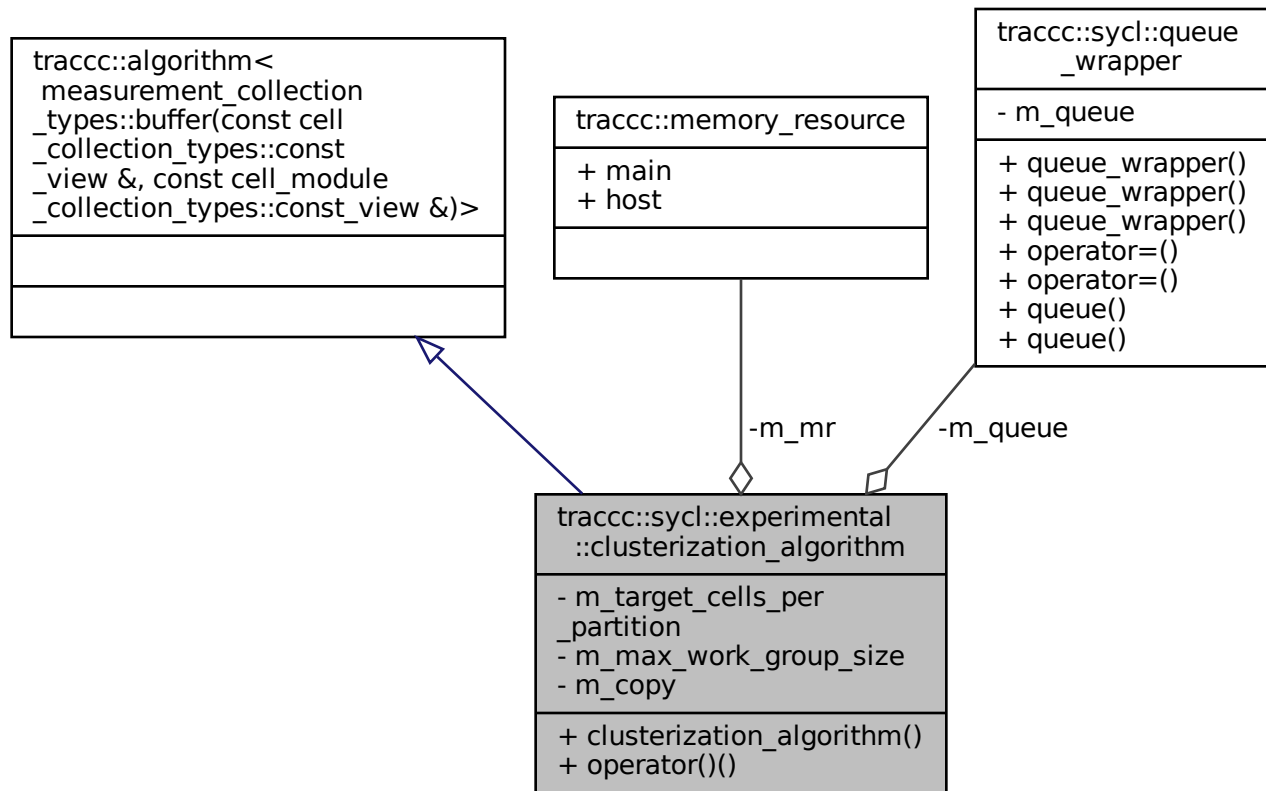 traccc::algorithm<
measurement_collection
_types::buffer(const cell
_collection_types::const
_view &, const cell_module
_collection_types::const_view &)>
traccc::memory_resource
+ main
+ host
traccc::sycl::queue
_wrapper
- m_queue
+ queue_wrapper()
+ queue_wrapper()
+ queue_wrapper()
+ operator=()
+ operator=()
+ queue()
+ queue()
-m_mr
-m_queue
traccc::sycl::experimental
::clusterization_algorithm
- m_target_cells_per
_partition
- m_max_work_group_size
- m_copy
+ clusterization_algorithm()
+ operator()()